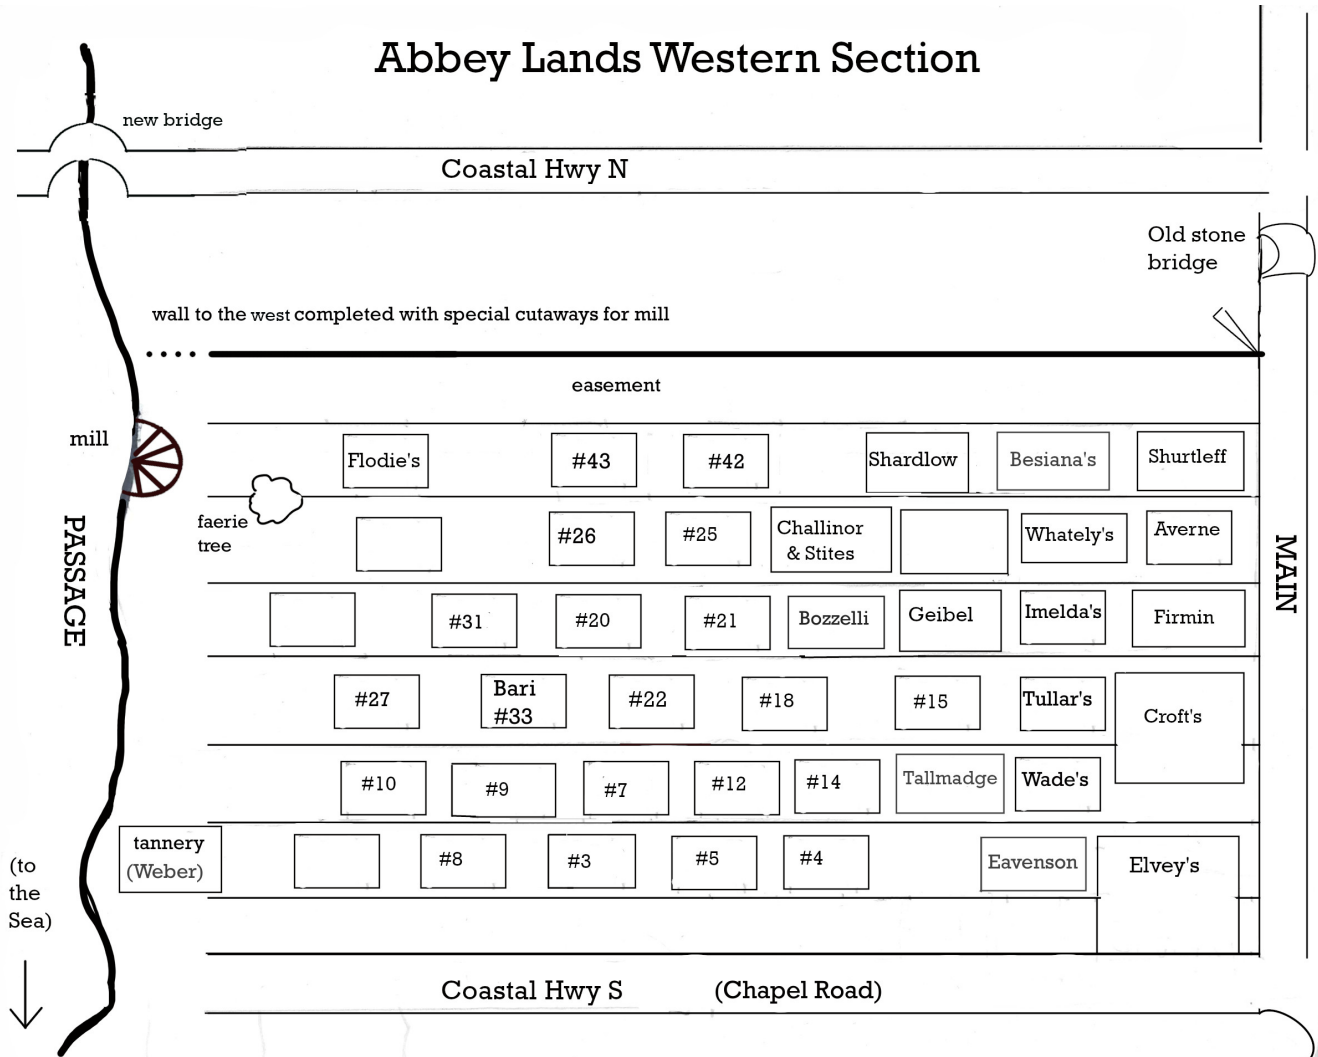 Abbey Lands Western Section
new bridge
Coastal Hwy N
Old stone
bridge
wall to the west completed with special cutaways for mill
easement
mill
Flodie's
#43
#42
Shardlow
Besiana's
Shurtleff
faerie
tree
#26
#25
Challinor
& Stites
Whately's
Averne
PASSAGE
MAIN
#31
#20
#21
Bozzelli
Geibel
Imelda's
Firmin
#27
Bari
#33
#22
#18
#15
Tullar's
Croft's
#10
#9
#7
#12
#14
Tallmadge
Wade's
tannery
(Weber)
#8
#3
#5
#4
Eavenson
Elvey's
(to
the
Sea)
Coastal Hwy S
(Chapel Road)